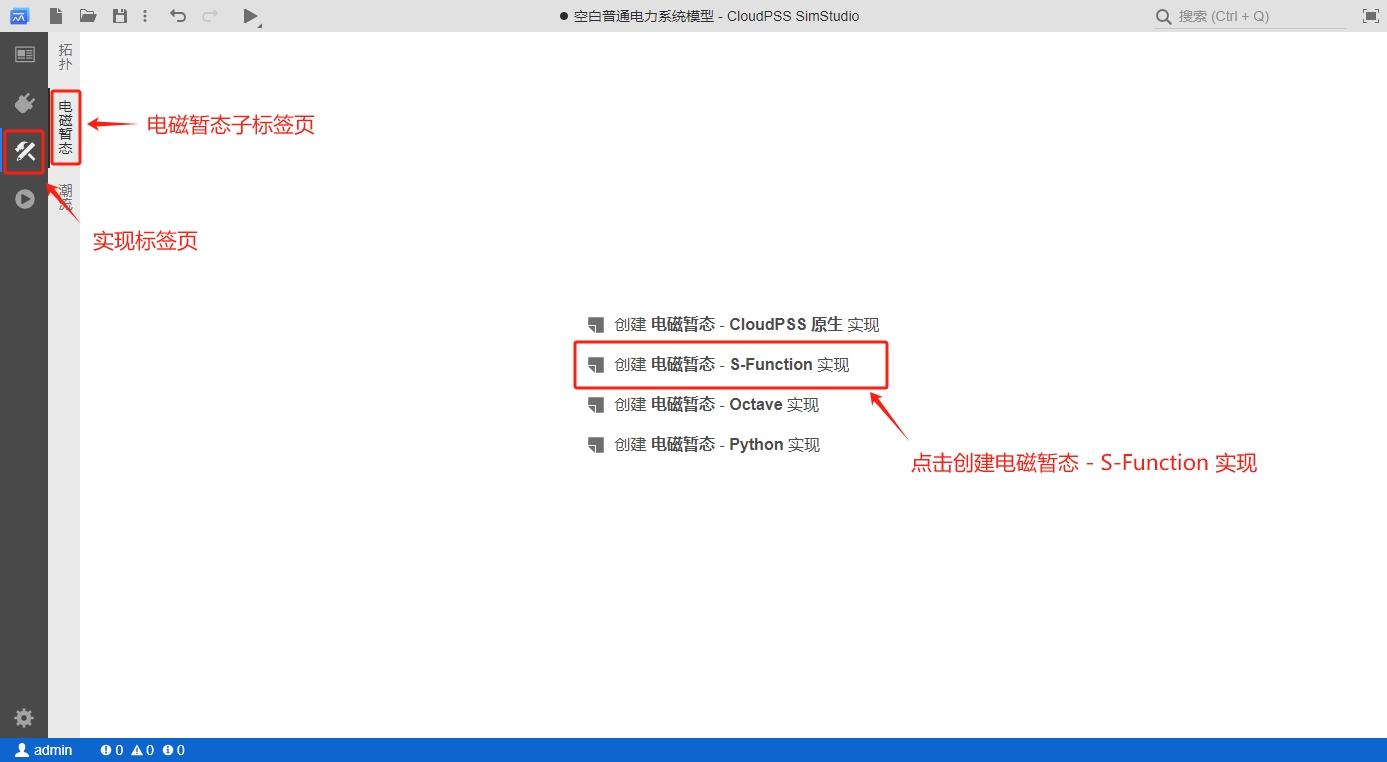 空白普通电力系统模型 - CloudPSS SimStudio
搜索 (Ctrl + Q)
拓扑
电磁暂态
潮流
电磁暂态子标签页
实现标签页
创建 电磁暂态 - CloudPSS 原生 实现
创建 电磁暂态 - S-Function 实现
创建 电磁暂态 - Octave 实现
创建 电磁暂态 - Python 实现
点击创建电磁暂态 - S-Function 实现
admin 0 0 0